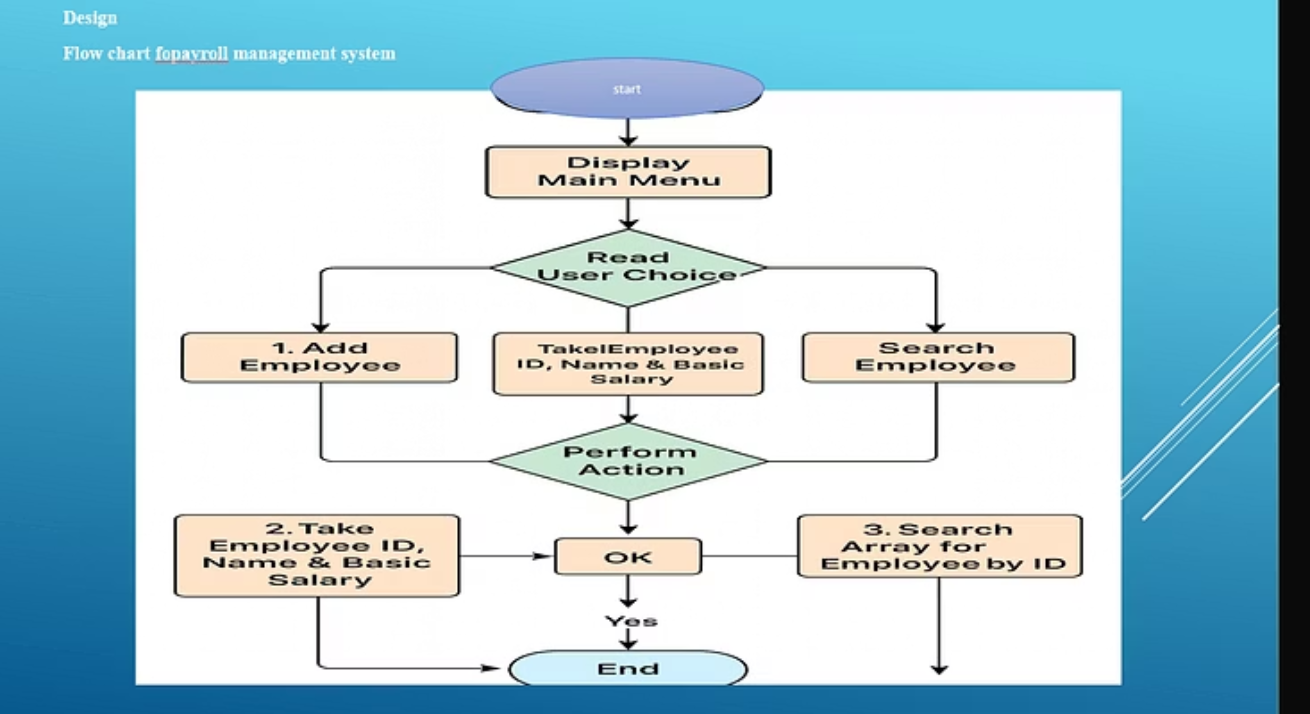 Design
Flow chart fopayroll management system
start
Display
Main Menu
Read
User Choice
1. Add
Employee
TakelEmployee
ID, Name & Basic
Salary
Search
Employee
Perform
Action
2. Take
Employee ID,
Name & Basic
Salary
OK
3. Search
Array for
Employee by ID
Yes
End